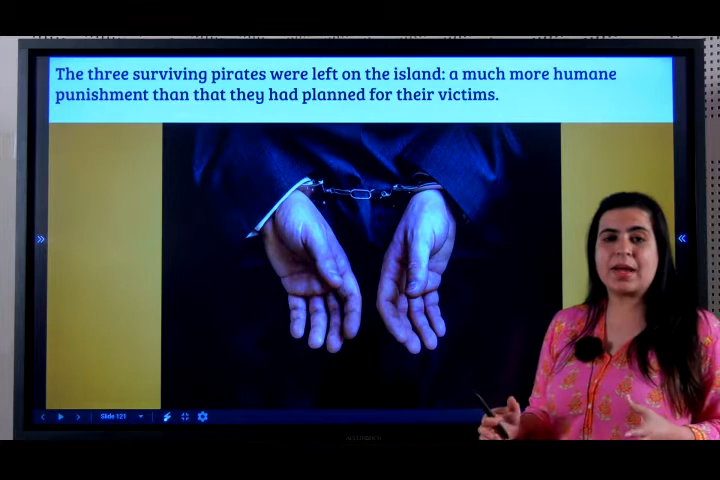 The three surviving pirates were left on the island: a much more humane
punishment than that they had planned for their victims.
Slide 121